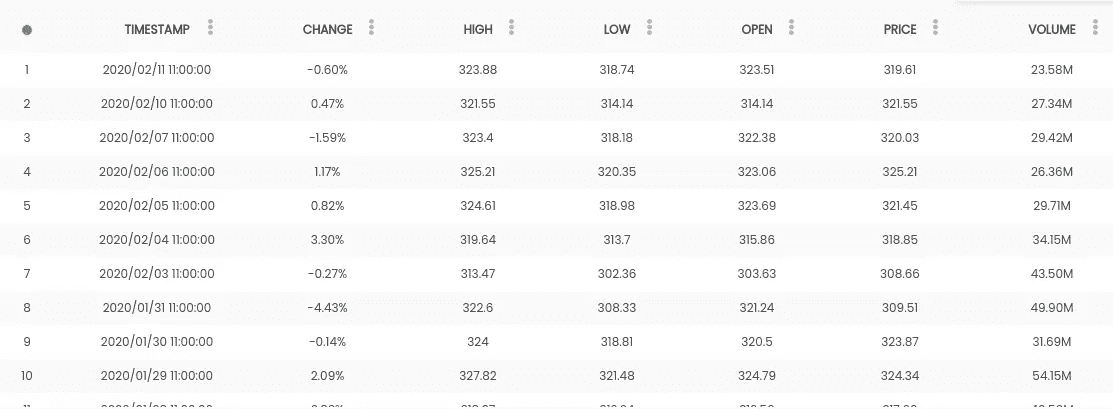 TIMESTAMP CHANGE HIGH LOW OPEN PRICE VOLUME
1 2020/02/11 11:00:00 -0.60% 323.88 318.74 323.51 319.61 23.58M
2 2020/02/10 11:00:00 0.47% 321.55 314.14 314.14 321.55 27.34M
3 2020/02/07 11:00:00 -1.59% 323.4 318.18 322.38 320.03 29.42M
4 2020/02/06 11:00:00 1.17% 325.21 320.35 323.06 325.21 26.36M
5 2020/02/05 11:00:00 0.82% 324.61 318.98 323.69 321.45 29.71M
6 2020/02/04 11:00:00 3.30% 319.64 313.7 315.86 318.85 34.15M
7 2020/02/03 11:00:00 -0.27% 313.47 302.36 303.63 308.66 43.50M
8 2020/01/31 11:00:00 -4.43% 322.6 308.33 321.24 309.51 49.90M
9 2020/01/30 11:00:00 -0.14% 324 318.81 320.5 323.87 31.69M
10 2020/01/29 11:00:00 2.09% 327.82 321.48 324.79 324.34 54.15M